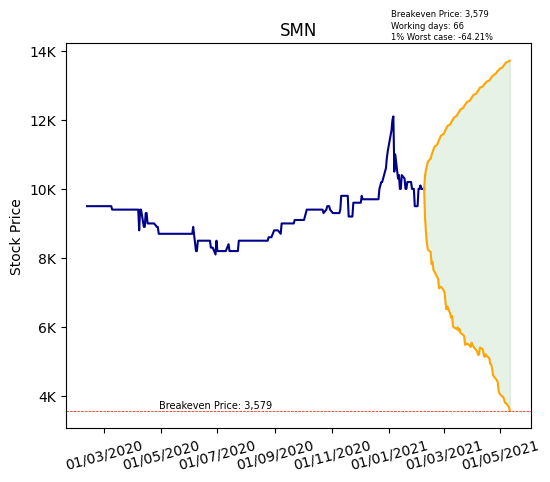 Breakeven Price: 3,579
Working days: 66
1% Worst case: -64.21%
SMN
14K
12K
10K
8K
6K
4K
Stock Price
Breakeven Price: 3,579
01/03/2020
01/05/2020
01/07/2020
01/09/2020
01/11/2020
01/01/2021
01/03/2021
01/05/2021